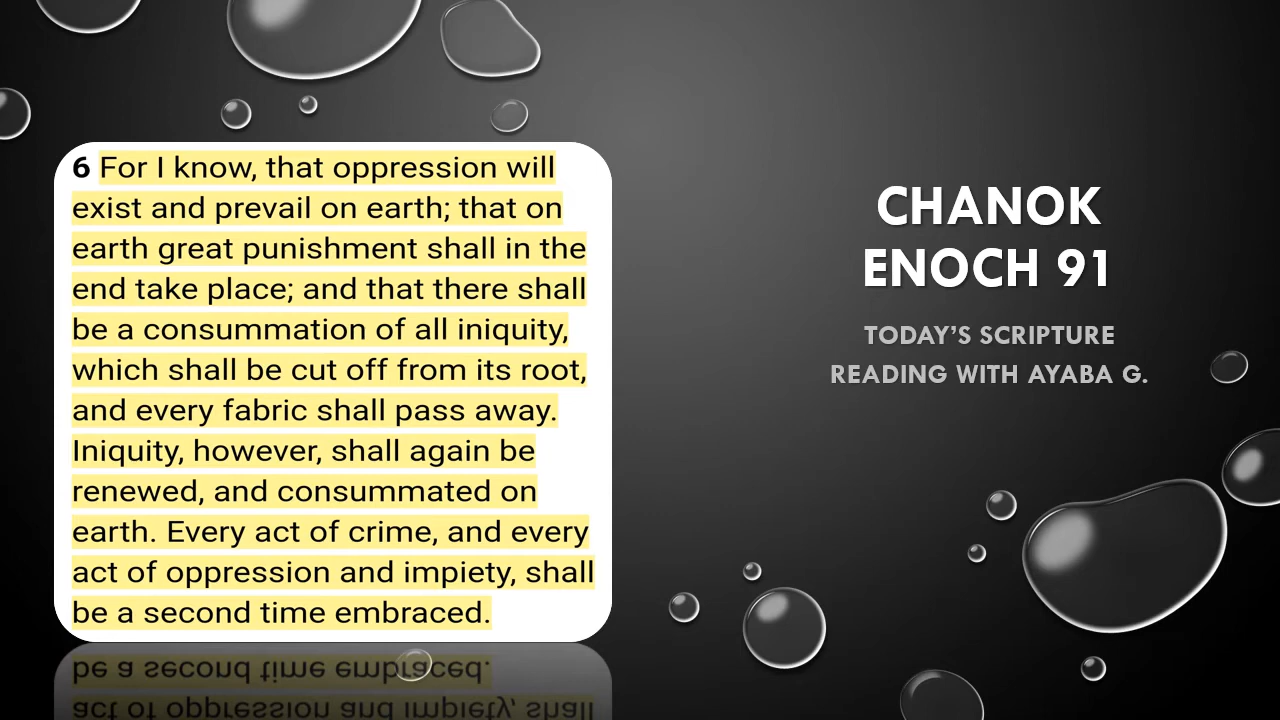 6 For I know, that oppression will
exist and prevail on earth; that on
earth great punishment shall in the
end take place; and that there shall
be a consummation of all iniquity,
which shall be cut off from its root,
and every fabric shall pass away.
Iniquity, however, shall again be
renewed, and consummated on
earth. Every act of crime, and every
act of oppression and impiety, shall
be a second time embraced.
CHANOK
ENOCH 91
TODAY’S SCRIPTURE
READING WITH AYABA G.